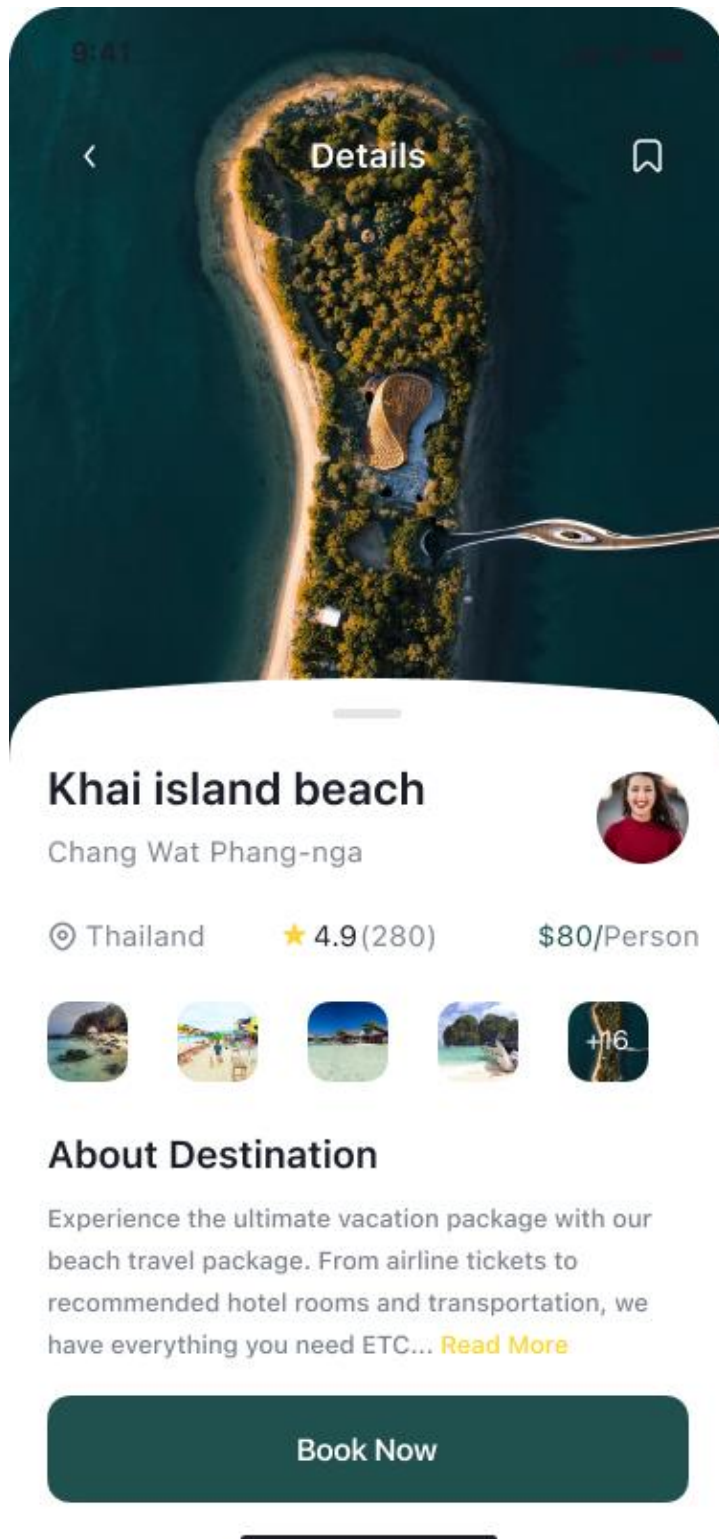 9:41
Details
Khai island beach
Chang Wat Phang-nga
Thailand
4.9(280)
$80/Person
+16
About Destination
Experience the ultimate vacation package with our
beach travel package. From airline tickets to
recommended hotel rooms and transportation, we
have everything you need ETC... Read More
Book Now